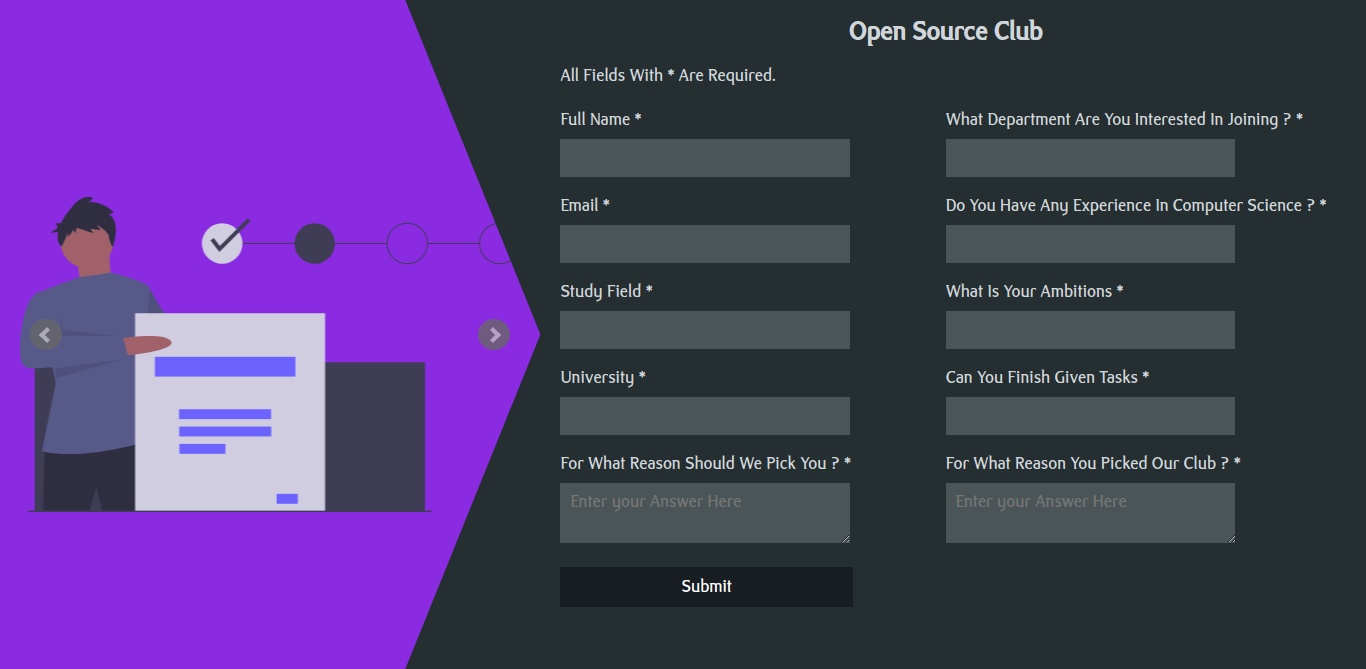 Open Source Club
All Fields With * Are Required.
Full Name *
What Department Are You Interested In Joining ? *
Email *
Do You Have Any Experience In Computer Science ? *
Study Field *
What Is Your Ambitions *
University *
Can You Finish Given Tasks *
For What Reason Should We Pick You ? *
For What Reason You Picked Our Club ? *
Enter your Answer Here
Enter your Answer Here
Submit